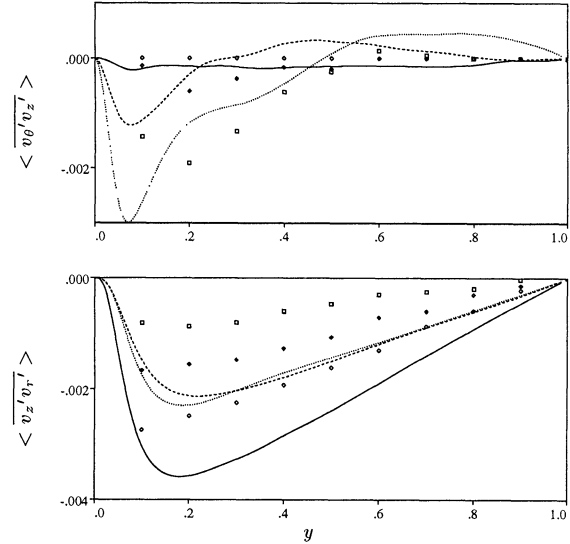 .000
-.002
< v_θ′v_z′ >
.0 .2 .4 .6 .8 1.0
.000
-.002
-.004
< v_z′v_r′ >
.0 .2 .4 .6 .8 1.0
y